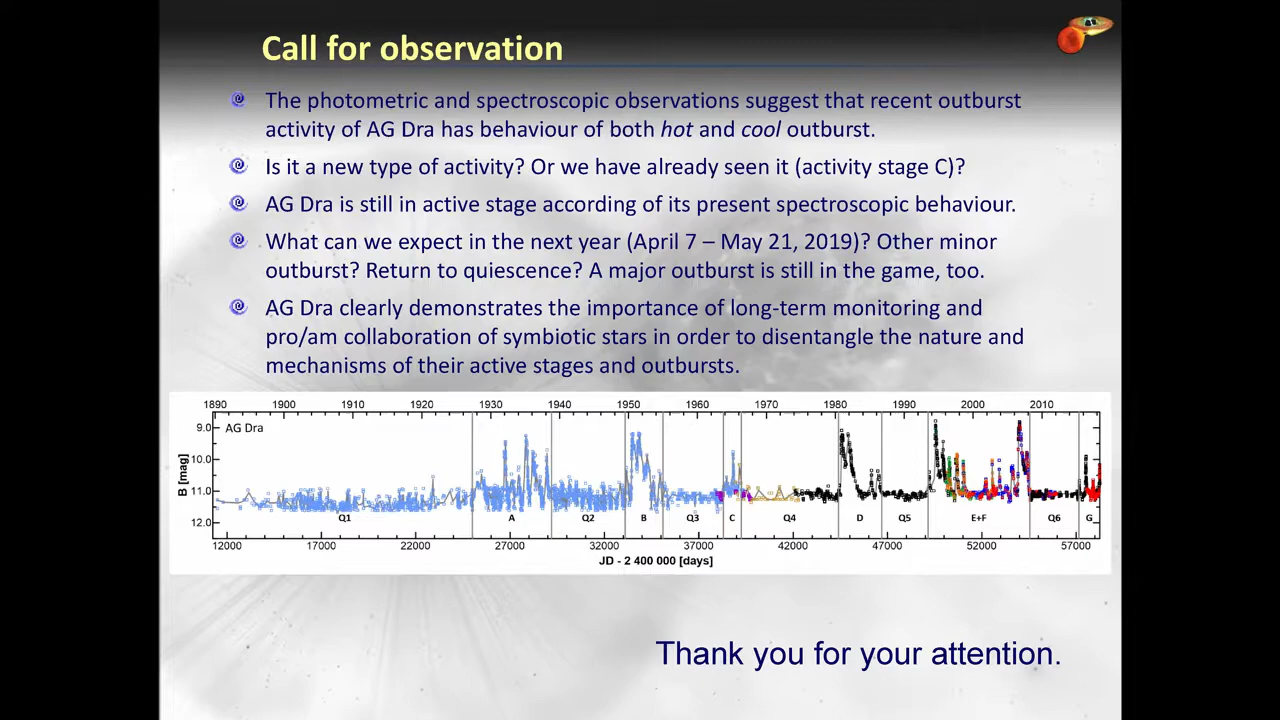 Call for observation
The photometric and spectroscopic observations suggest that recent outburst
activity of AG Dra has behaviour of both hot and cool outburst.
Is it a new type of activity? Or we have already seen it (activity stage C)?
AG Dra is still in active stage according of its present spectroscopic behaviour.
What can we expect in the next year (April 7 – May 21, 2019)? Other minor
outburst? Return to quiescence? A major outburst is still in the game, too.
AG Dra clearly demonstrates the importance of long-term monitoring and
pro/am collaboration of symbiotic stars in order to disentangle the nature and
mechanisms of their active stages and outbursts.
1890 1900 1910 1920 1930 1940 1950 1960 1970 1980 1990 2000 2010
AG Dra
9.0
10.0
11.0
12.0
B [mag]
Q1 A Q2 B Q3 C Q4 D Q5 E+F Q6 G
12000 17000 22000 27000 32000 37000 42000 47000 52000 57000
JD - 2 400 000 [days]
Thank you for your attention.